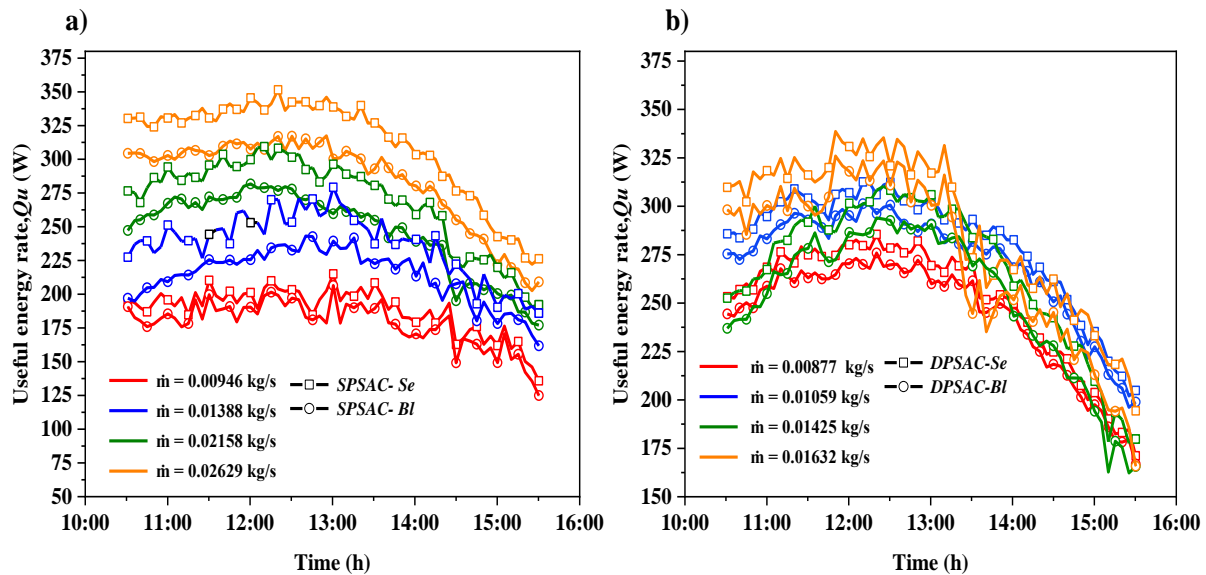 a)
Useful energy rate,Qu (W)
375
350
325
300
275
250
225
200
175
150
125
100
75
50
ṁ = 0.00946 kg/s
ṁ = 0.01388 kg/s
ṁ = 0.02158 kg/s
ṁ = 0.02629 kg/s
SPSAC- Se
SPSAC- Bl
10:00 11:00 12:00 13:00 14:00 15:00 16:00
Time (h)
b)
Useful energy rate,Qu (W)
375
350
325
300
275
250
225
200
175
150
ṁ = 0.00877 kg/s
ṁ = 0.01059 kg/s
ṁ = 0.01425 kg/s
ṁ = 0.01632 kg/s
DPSAC-Se
DPSAC-Bl
10:00 11:00 12:00 13:00 14:00 15:00 16:00
Time (h)